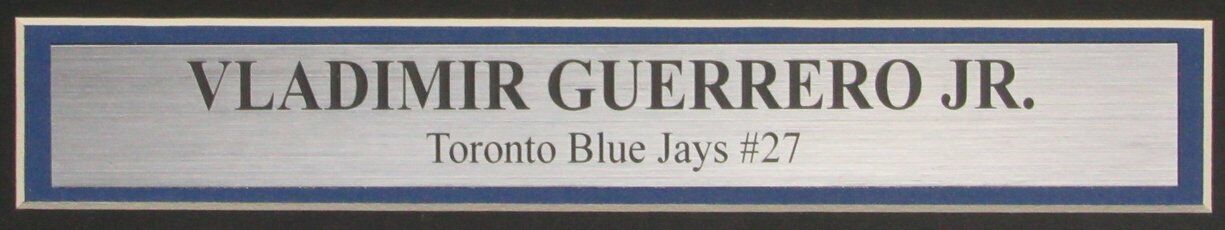 VLADIMIR GUERRERO JR.
Toronto Blue Jays #27